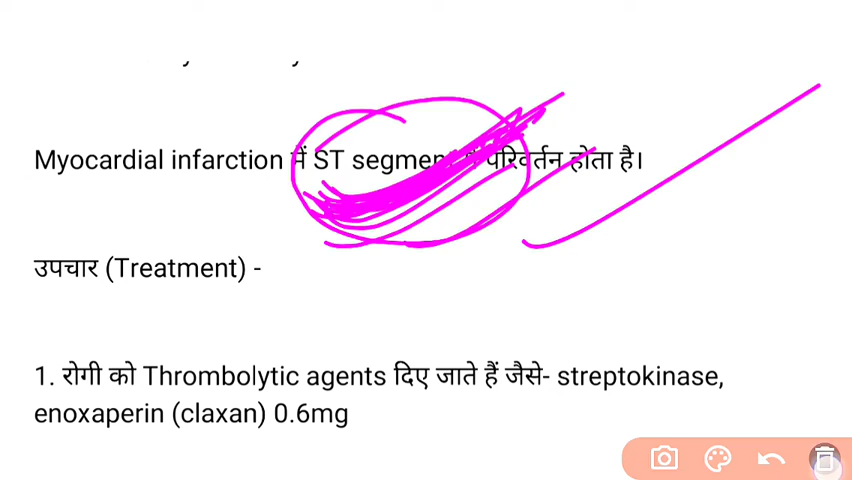 Myocardial infarction में ST segment में परिवर्तन होता है।
उपचार (Treatment) -
1. रोगी को Thrombolytic agents दिए जाते हैं जैसे- streptokinase,
enoxaperin (claxan) 0.6mg